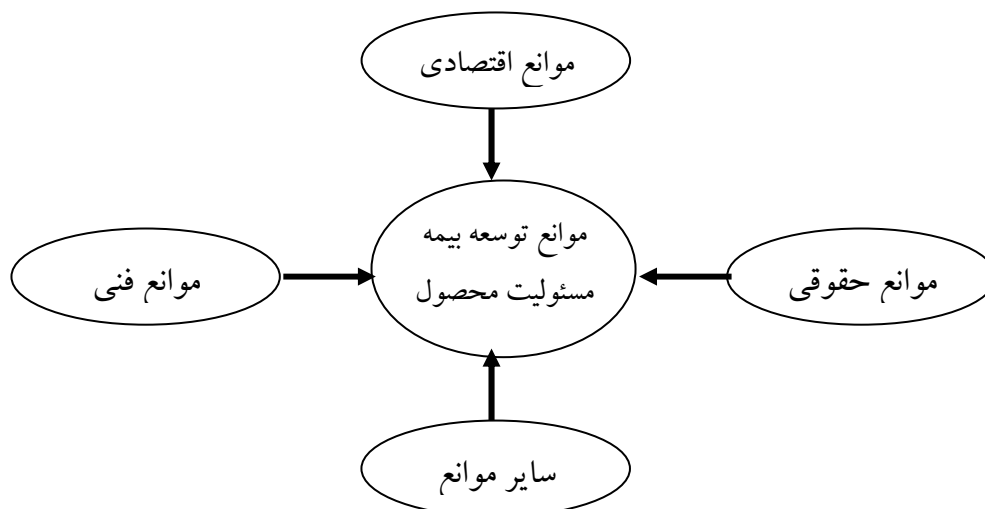 موانع اقتصادی
موانع توسعه بیمه
مسئولیت محصول
موانع حقوقی
موانع فنی
سایر موانع